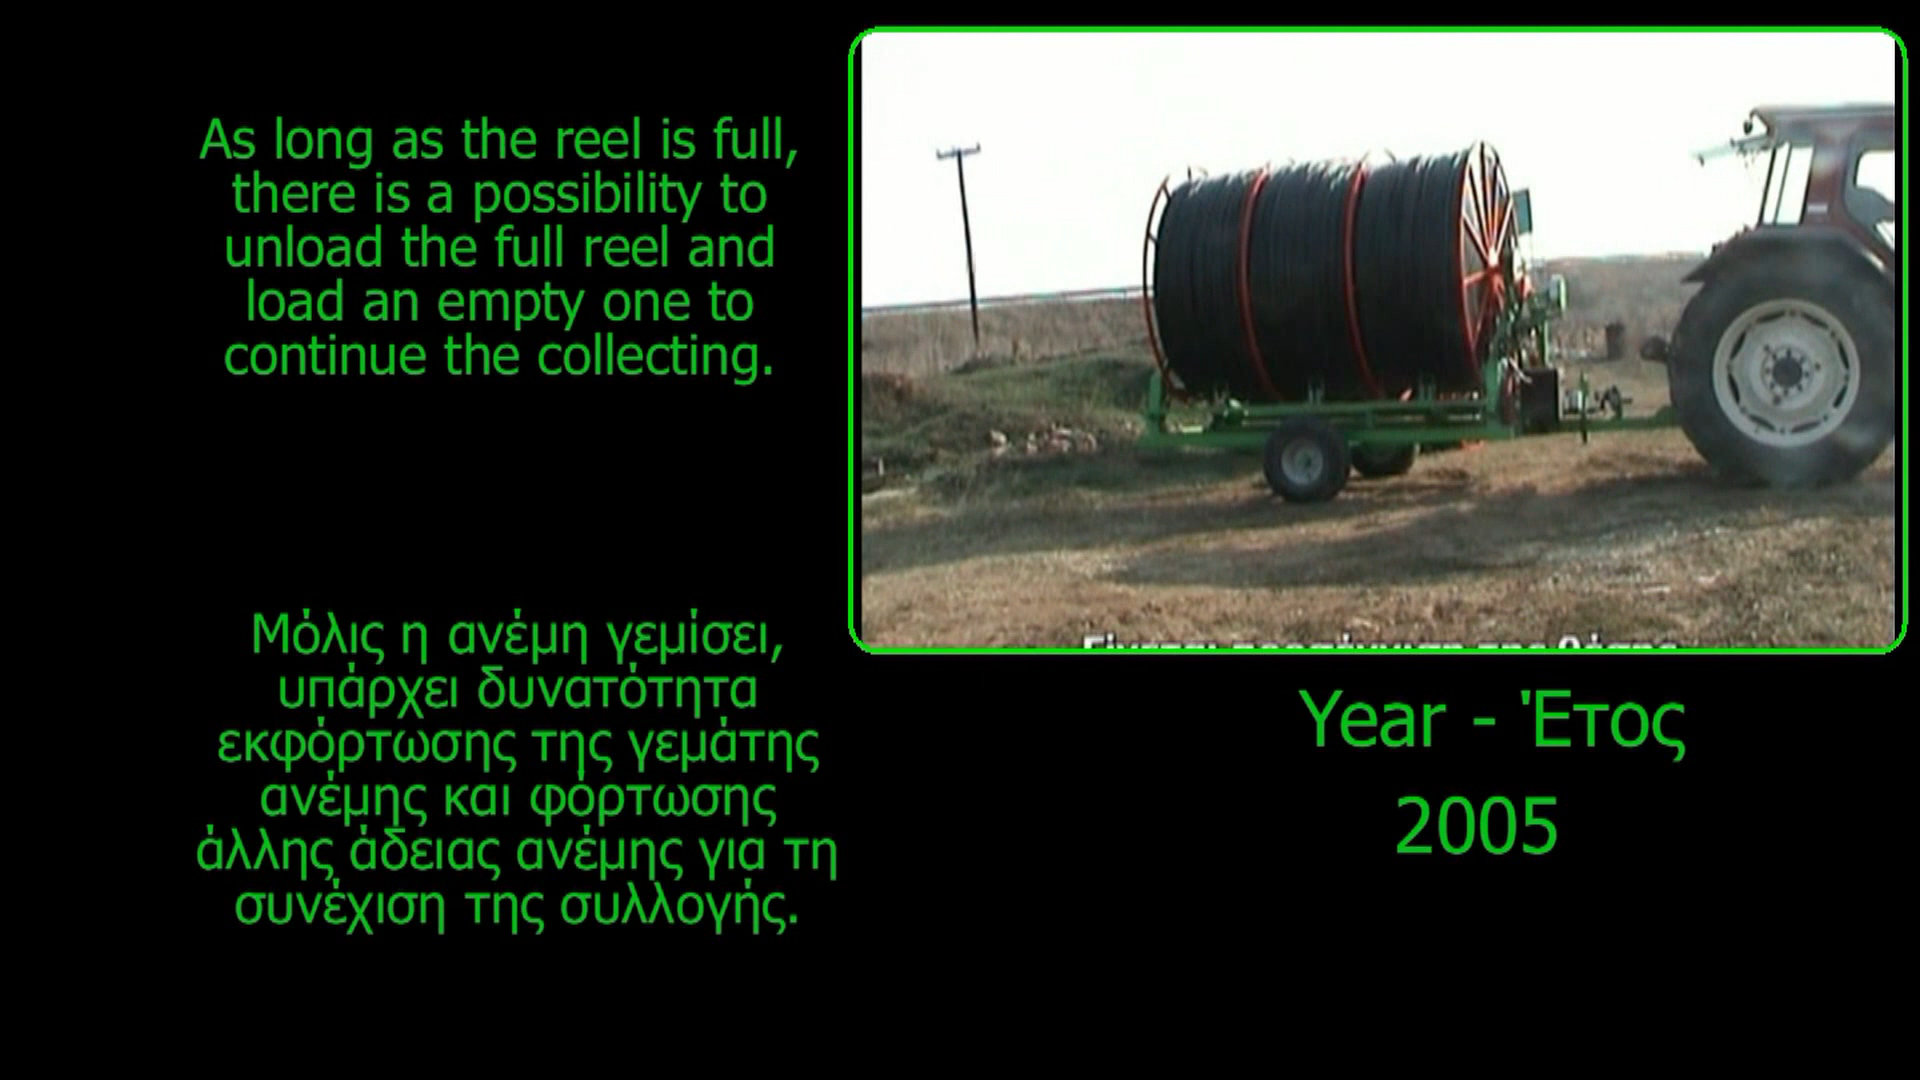 As long as the reel is full,
there is a possibility to
unload the full reel and
load an empty one to
continue the collecting.
Μόλις η ανέμη γεμίσει,
υπάρχει δυνατότητα
εκφόρτωσης της γεμάτης
ανέμης και φόρτωσης
άλλης άδειας ανέμης για τη
συνέχιση της συλλογής.
Year - Έτος
2005